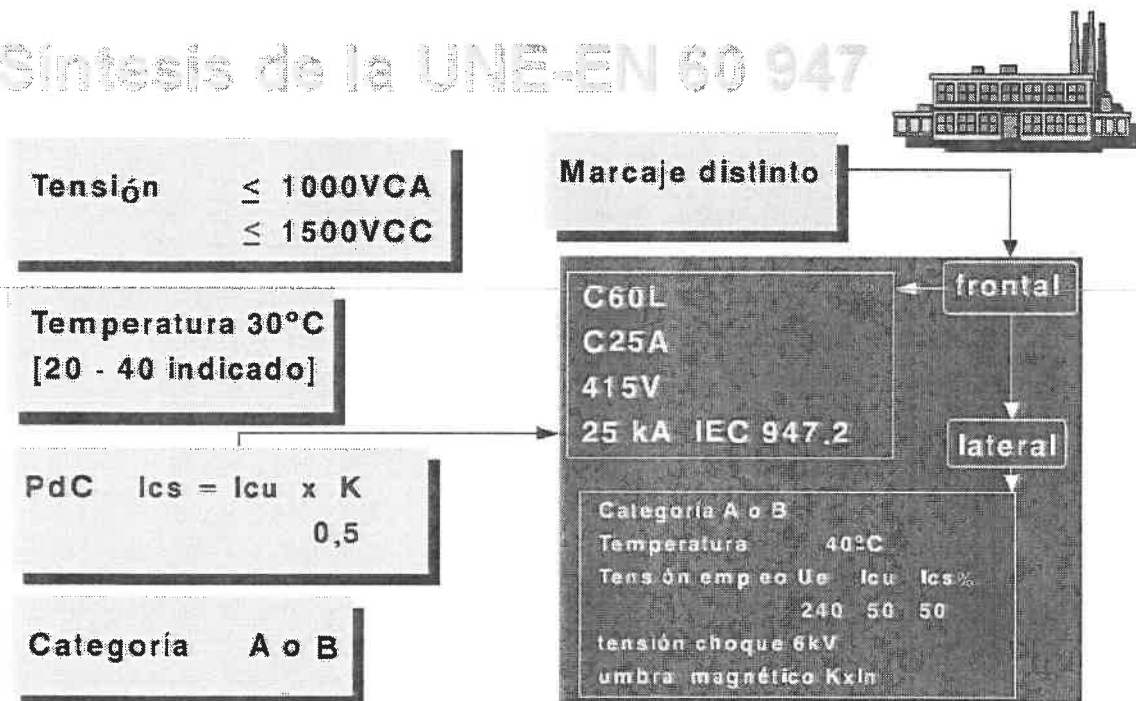 Síntesis de la UNE-EN 60 947
Tensión ≤ 1000VCA
≤ 1500VCC
Temperatura 30ºC
[20 - 40 indicado]
PdC Ics = Icu x K
0,5
Categoría A o B
Marcaje distinto
frontal
C60L
C25A
415V
25 kA IEC 947.2
lateral
Categoría A o B
Temperatura 40ºC
Tensión empleo Ue Icu Ics%
240 50 50
tensión choque 6kV
umbral magnético KxIn